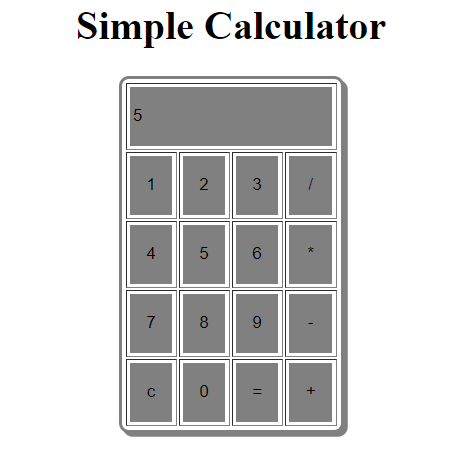 Simple Calculator
5
1 2 3 /
4 5 6 *
7 8 9 -
c 0 = +